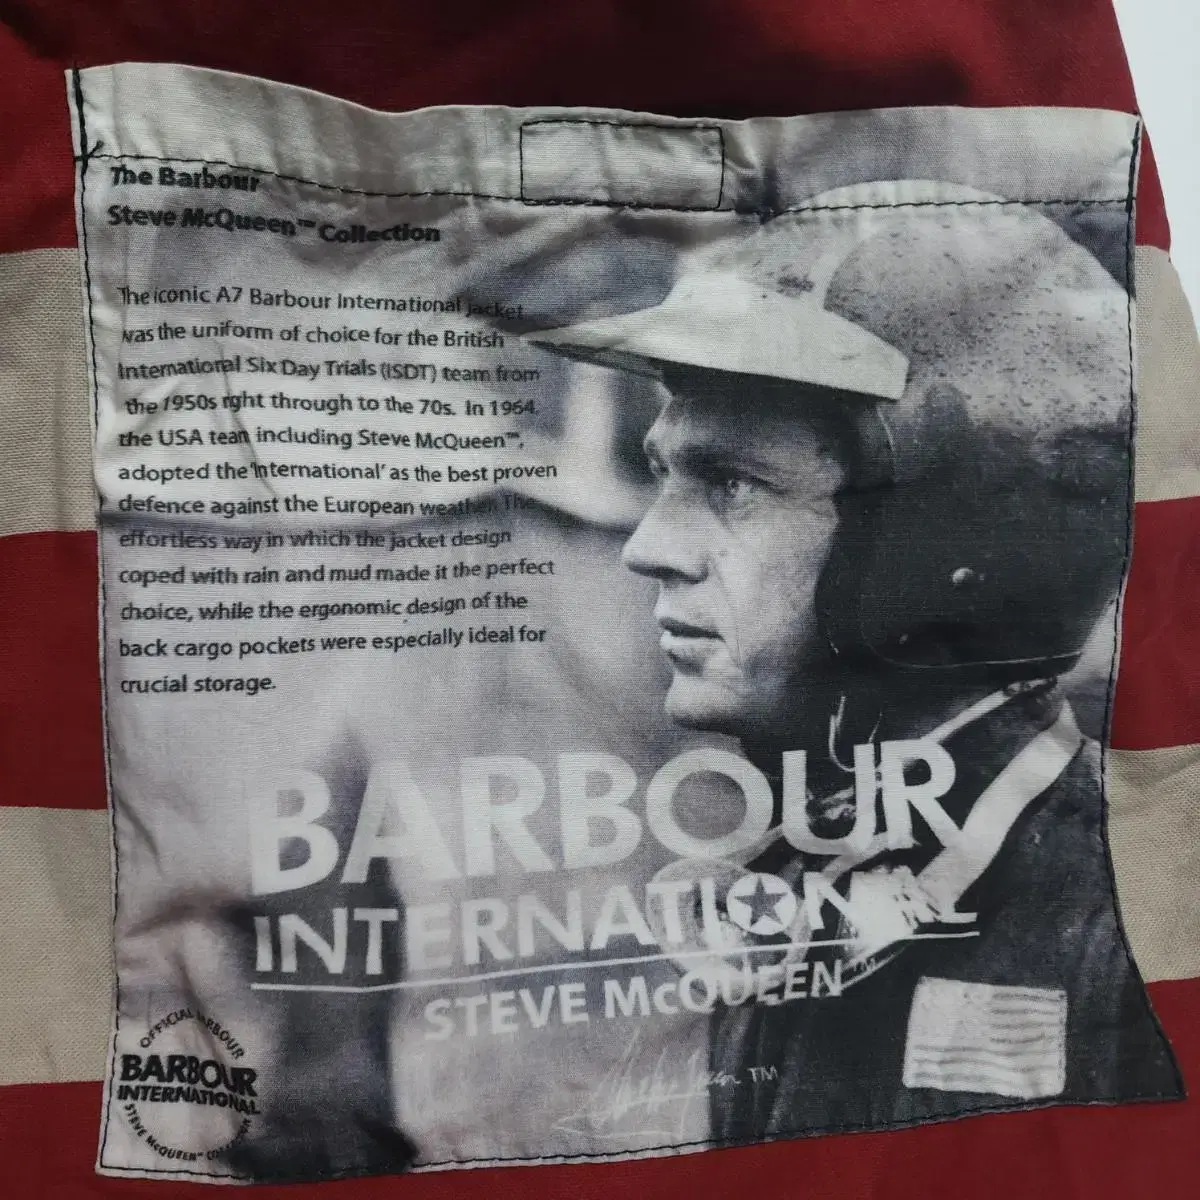 The Barbour
Steve McQueen™ Collection
The iconic A7 Barbour International jacket
was the uniform of choice for the British
International Six Day Trials (ISDT) team from
the 1950s right through to the 70s. In 1964,
the USA team including Steve McQueen™,
adopted the 'International' as the best proven
defence against the European weather. The
effortless way in which the jacket design
coped with rain and mud made it the perfect
choice, while the ergonomic design of the
back cargo pockets were especially ideal for
crucial storage.
BARBOUR
INTERNATIONAL
STEVE McQUEEN™
TM
OFFICIAL BARBOUR
BARBOUR
INTERNATIONAL
STEVE McQUEEN™